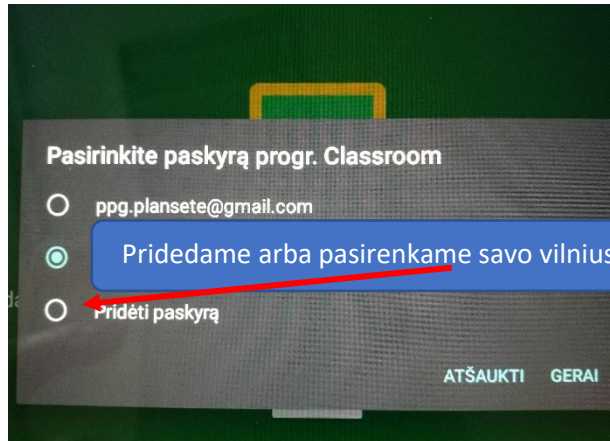 Pasirinkite paskyrą progr. Classroom
ppg.plansete@gmail.com
Pridedame arba pasirenkame savo vilnius
Pridėti paskyrą
ATŠAUKTI GERAI